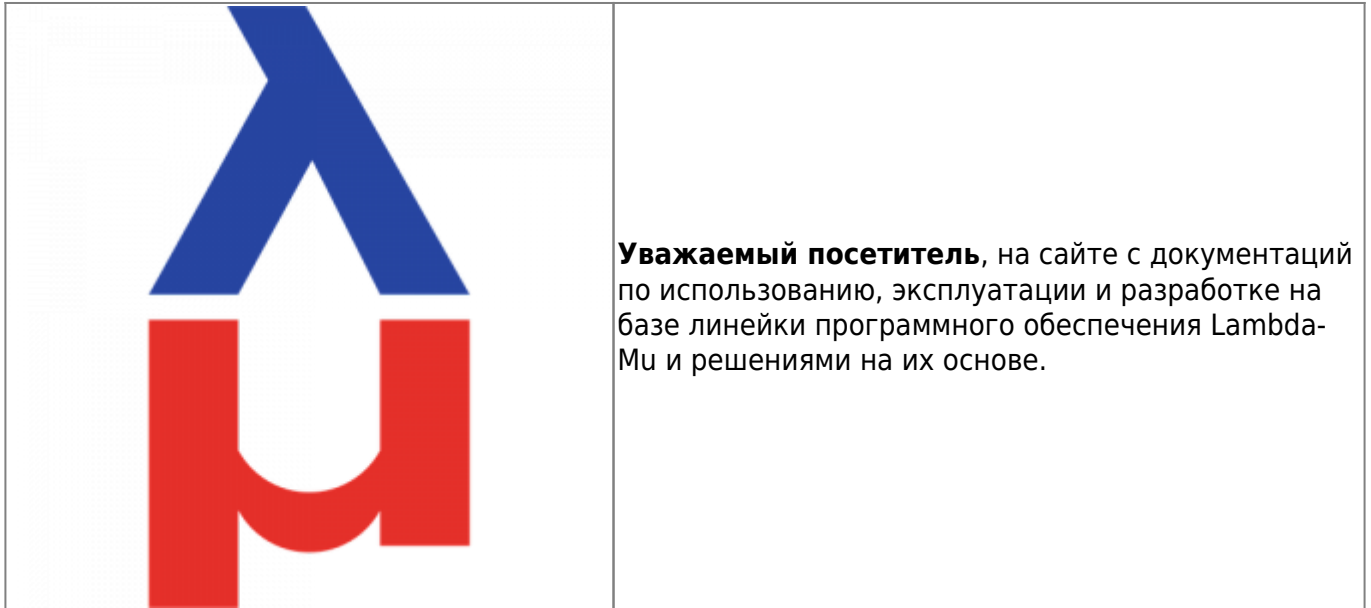 λ
μ
Уважаемый посетитель, на сайте с документаций
по использованию, эксплуатации и разработке на
базе линейки программного обеспечения Lambda-
Mu и решениями на их основе.